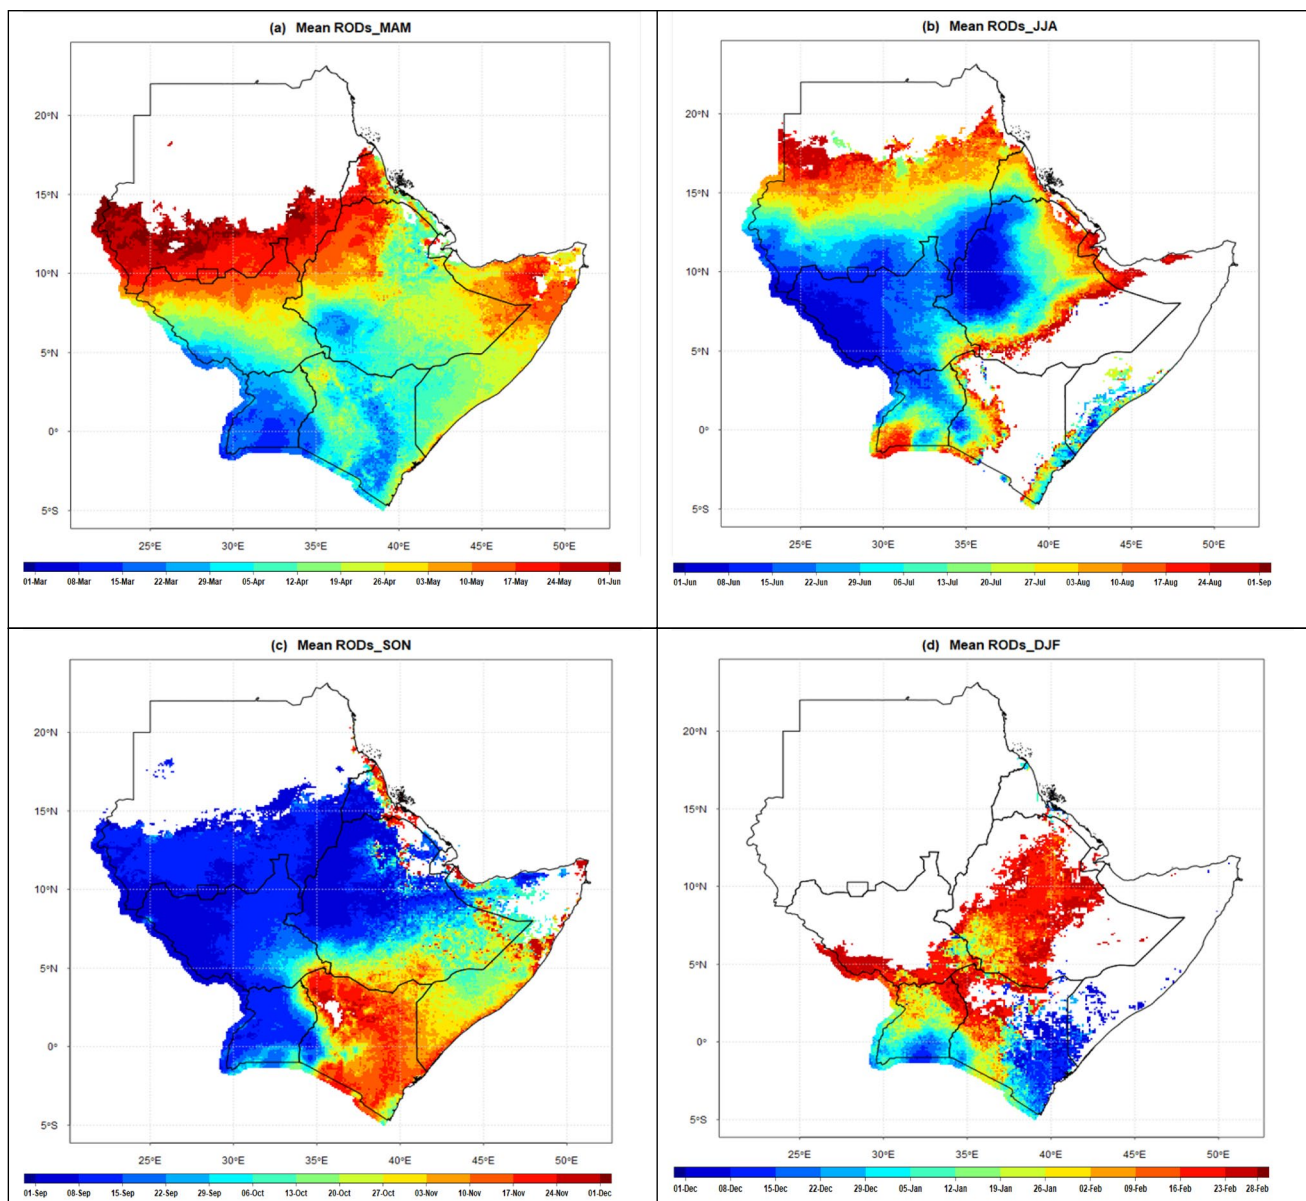 (a) Mean RODs_MAM
20°N
15°N
10°N
5°N
0°
5°S
25°E 30°E 35°E 40°E 45°E 50°E
01-Mar 08-Mar 15-Mar 22-Mar 29-Mar 05-Apr 12-Apr 19-Apr 26-Apr 03-May 10-May 17-May 24-May 01-Jun
(b) Mean RODs_JJA
20°N
15°N
10°N
5°N
0°
5°S
25°E 30°E 35°E 40°E 45°E 50°E
01-Jun 08-Jun 15-Jun 22-Jun 29-Jun 06-Jul 13-Jul 20-Jul 27-Jul 03-Aug 10-Aug 17-Aug 24-Aug 01-Sep
(c) Mean RODs_SON
20°N
15°N
10°N
5°N
0°
5°S
25°E 30°E 35°E 40°E 45°E 50°E
01-Sep 08-Sep 15-Sep 22-Sep 29-Sep 06-Oct 13-Oct 20-Oct 27-Oct 03-Nov 10-Nov 17-Nov 24-Nov 01-Dec
(d) Mean RODs_DJF
20°N
15°N
10°N
5°N
0°
5°S
25°E 30°E 35°E 40°E 45°E 50°E
01-Dec 08-Dec 15-Dec 22-Dec 29-Dec 05-Jan 12-Jan 19-Jan 26-Jan 02-Feb 09-Feb 16-Feb 23-Feb 28-Feb